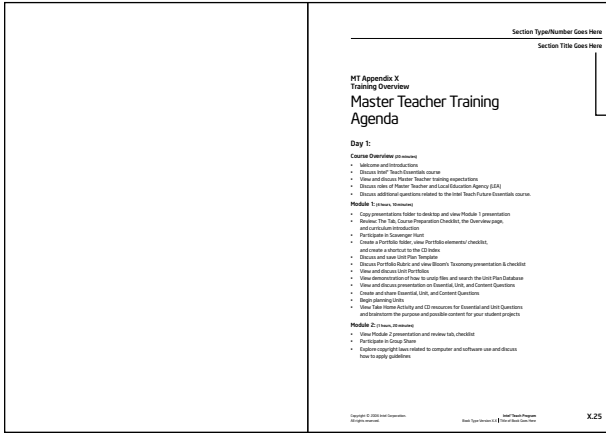 Section Type/Number Goes Here
Section Title Goes Here
MT Appendix X
Training Overview
Master Teacher Training
Agenda
Day 1:
Course Overview (20 minutes)
• Welcome and Introductions
• Discuss Intel® Teach Essentials course
• View and discuss Master Teacher training expectations
• Discuss roles of Master Teacher and Local Education Agency (LEA)
• Discuss additional questions related to the Intel Teach Future Essentials course.
Module 1: (4 hours, 10 minutes)
• Copy presentations folder to desktop and view Module 1 presentation
• Review: The Tab, Course Preparation Checklist, the Overview page,
and curriculum introduction
• Participate in Scavenger Hunt
• Create a Portfolio folder, view Portfolio elements/ checklist,
and create a shortcut to the CD Index
• Discuss and save Unit Plan Template
• Discuss Portfolio Rubric and view Bloom's Taxonomy presentation & checklist
• View and discuss Unit Portfolios
• View demonstration of how to unzip files and search the Unit Plan Database
• View and discuss presentation on Essential, Unit, and Content Questions
• Create and share Essential, Unit, and Content Questions
• Begin planning Units
• View Take Home Activity and CD resources for Essential and Unit Questions
and brainstorm the purpose and possible content for your student projects
Module 2: (1 hours, 20 minutes)
• View Module 2 presentation and review tab, checklist
• Participate in Group Share
• Explore copyright laws related to computer and software use and discuss
how to apply guidelines
Copyright © 2008 Intel Corporation.
All rights reserved.
Intel® Teach Program
Book Type Version X.X | Title of Book Goes Here
X.25